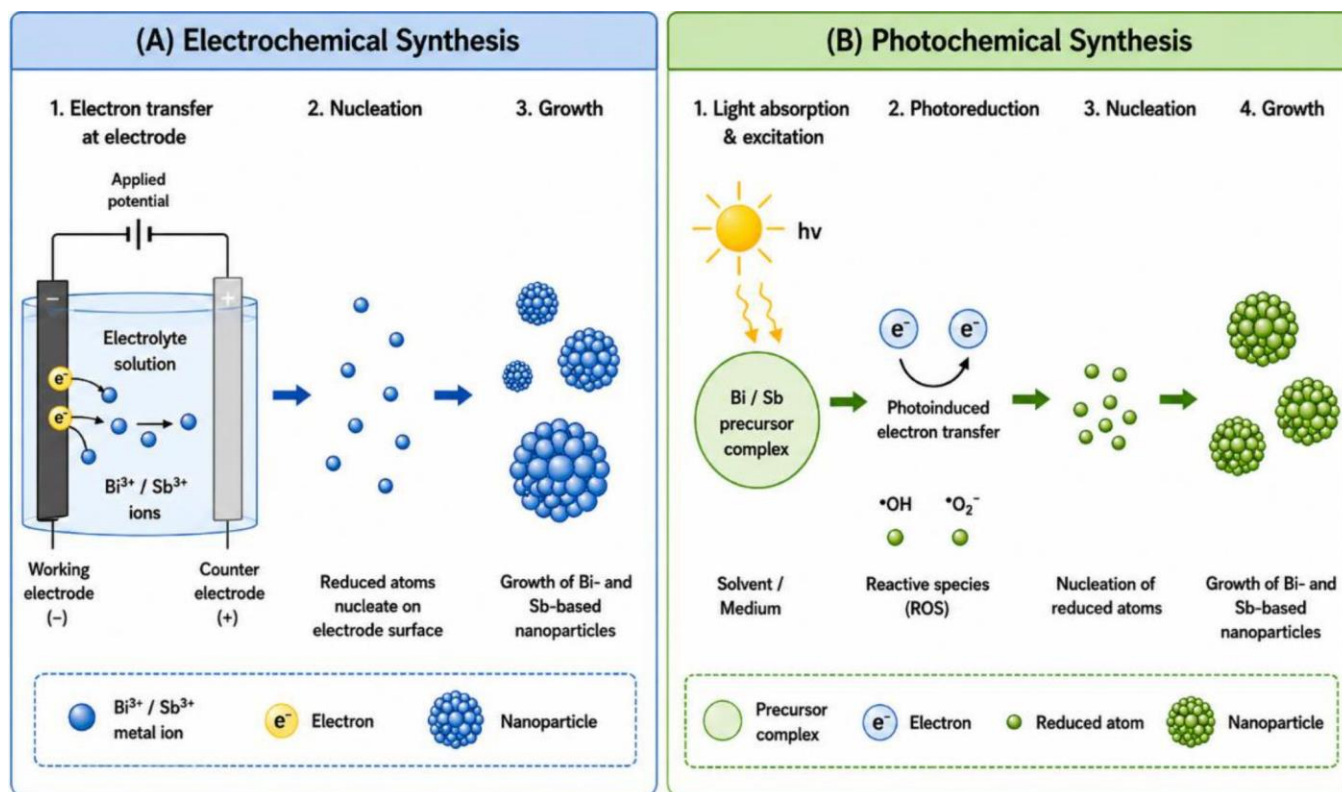 (A) Electrochemical Synthesis
1. Electron transfer
at electrode
2. Nucleation
3. Growth
Applied
potential
−
+
Electrolyte
solution
e⁻
e⁻
Bi³⁺ / Sb³⁺
ions
Working
electrode
(−)
Counter
electrode
(+)
Reduced atoms
nucleate on
electrode surface
Growth of Bi- and
Sb-based
nanoparticles
Bi³⁺ / Sb³⁺
metal ion
e⁻
Electron
Nanoparticle
(B) Photochemical Synthesis
1. Light absorption
& excitation
2. Photoreduction
3. Nucleation
4. Growth
hν
Bi / Sb
precursor
complex
e⁻
e⁻
Photoinduced
electron transfer
•OH
•O₂⁻
Solvent /
Medium
Reactive species
(ROS)
Nucleation of
reduced atoms
Growth of Bi- and
Sb-based
nanoparticles
Precursor
complex
e⁻
Electron
Reduced atom
Nanoparticle